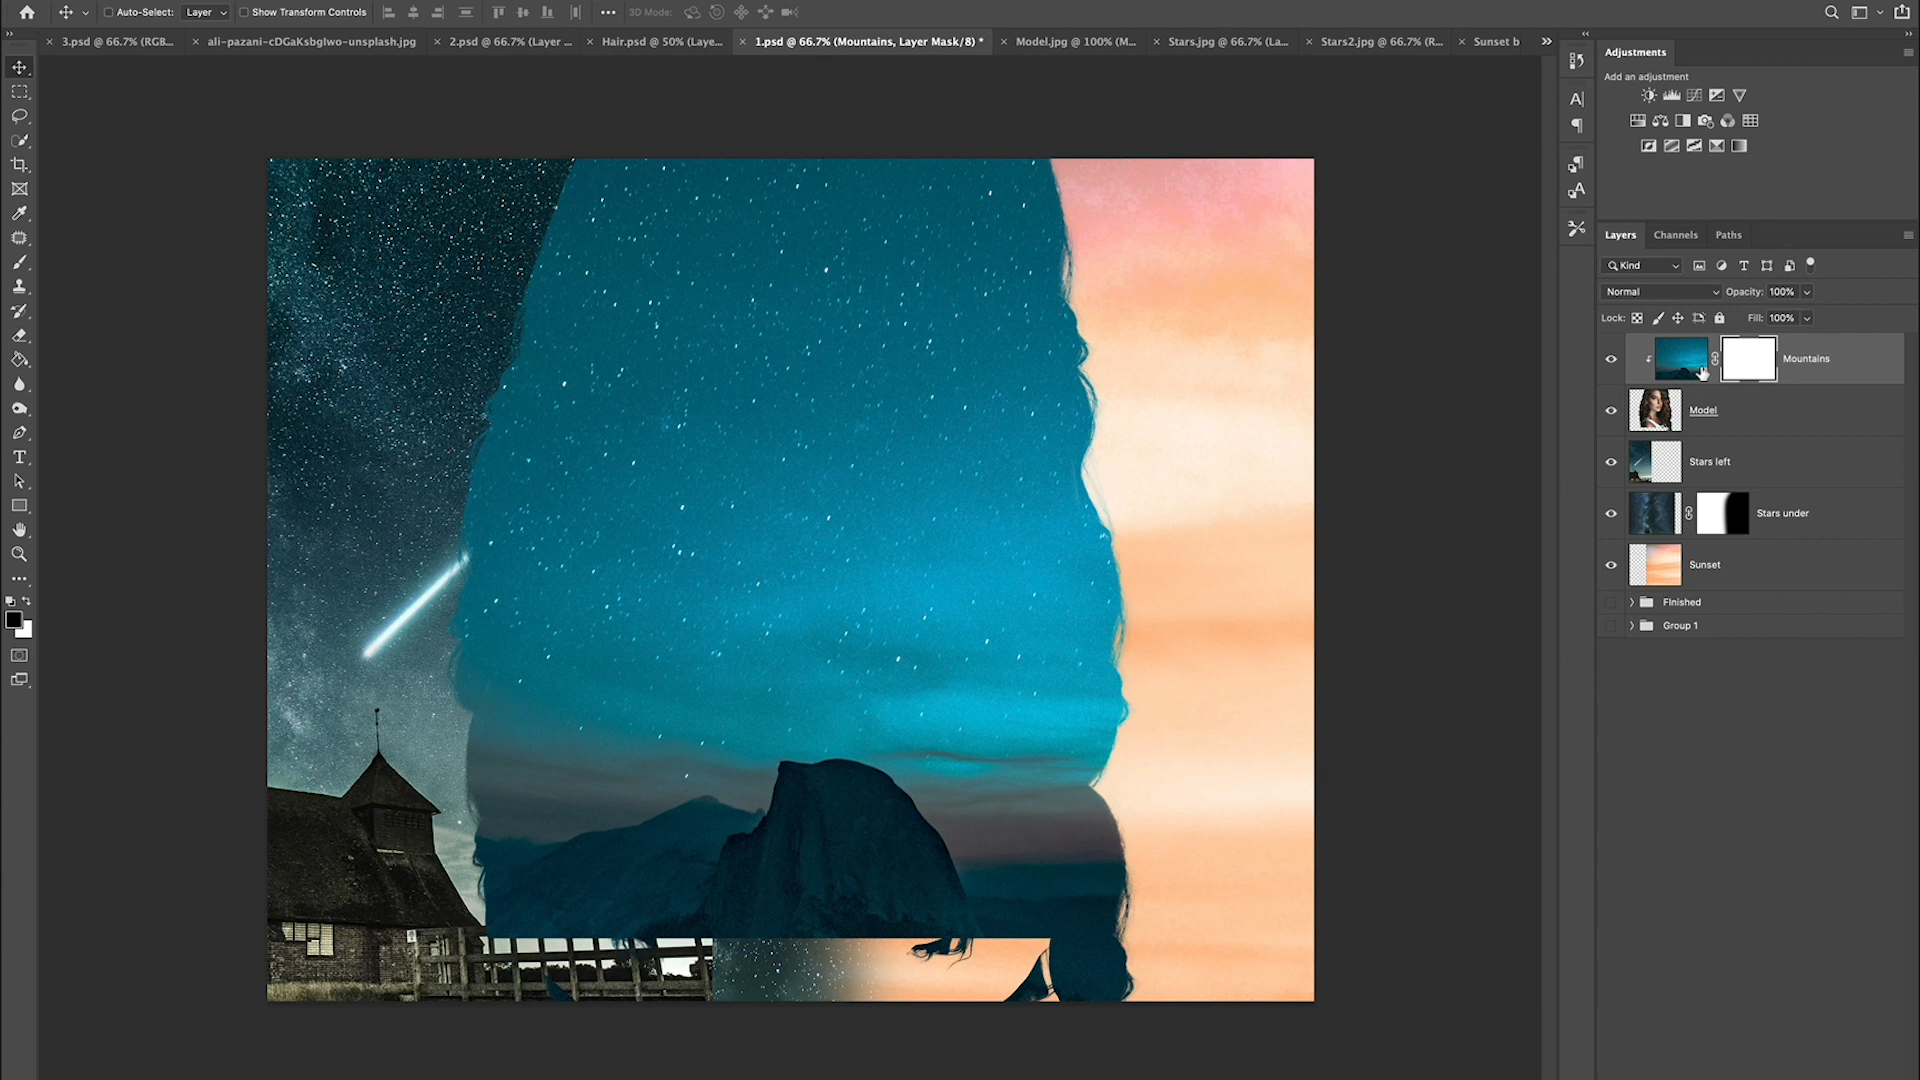 Auto-Select: Layer Show Transform Controls 3D Mode:
3.psd @ 66.7% (RGB... ali-pazani-cDGaKsbglwo-unsplash.jpg 2.psd @ 66.7% (Layer ... Hair.psd @ 50% (Laye... 1.psd @ 66.7% (Mountains, Layer Mask/8) * Model.jpg @ 100% (M... Stars.jpg @ 66.7% (La... Stars2.jpg @ 66.7% (R... Sunset b
Adjustments
Add an adjustment
Layers Channels Paths
Kind
Normal Opacity: 100%
Lock: Fill: 100%
Mountains
Model
Stars left
Stars under
Sunset
FInished
Group 1